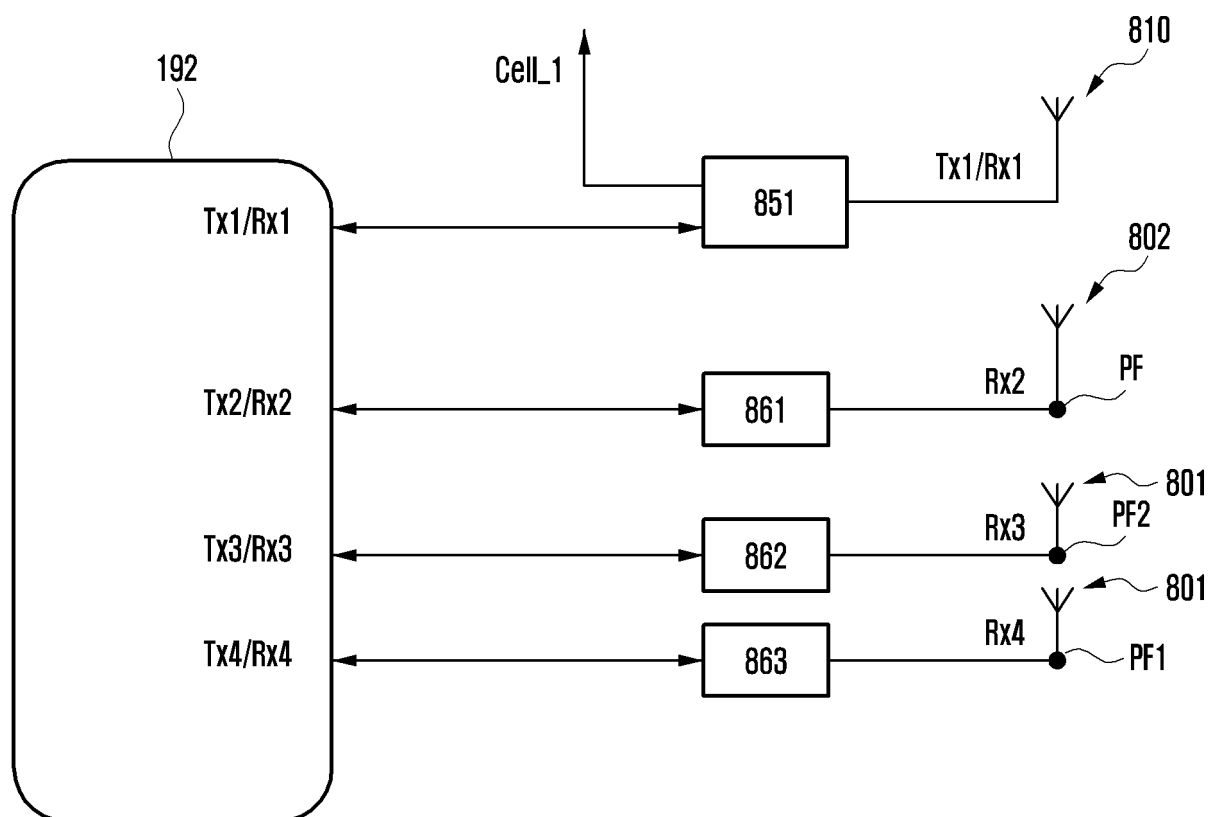 810
192
Cell_1
Tx1/Rx1
851
Tx1/Rx1
802
Tx2/Rx2
861
Rx2
PF
801
PF2
Tx3/Rx3
862
Rx3
801
Tx4/Rx4
863
Rx4
PF1